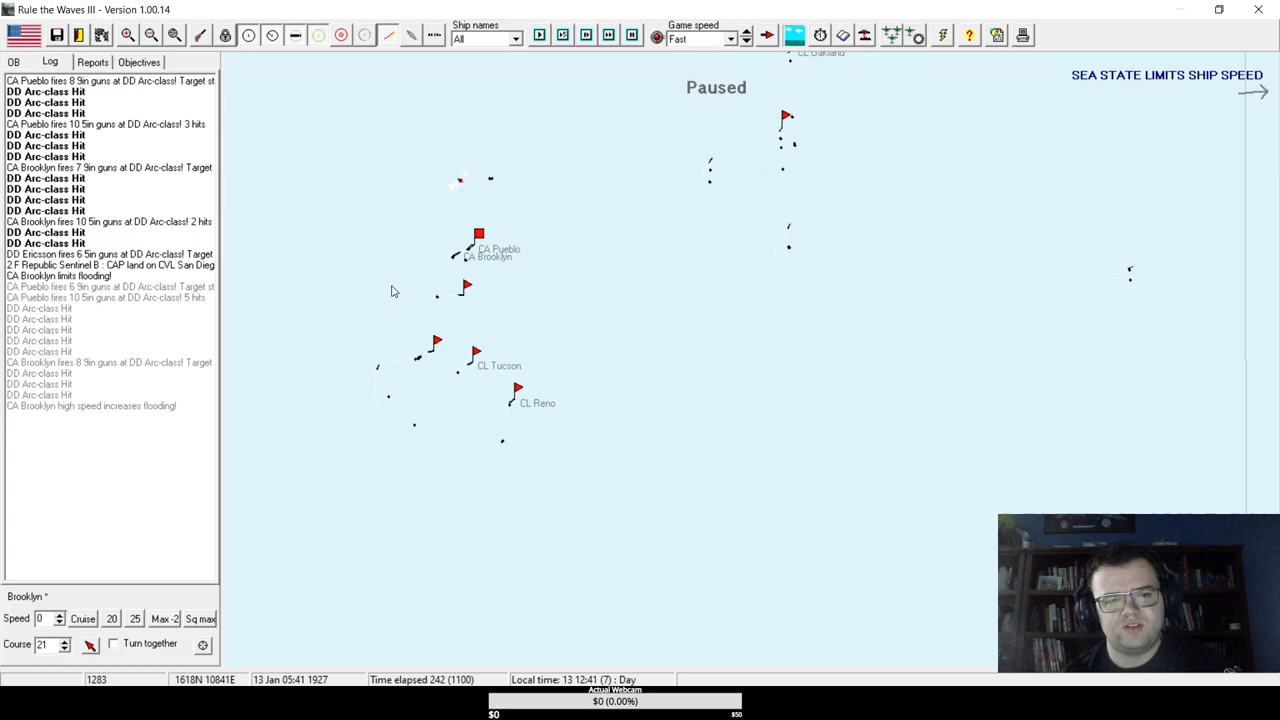 Rule the Waves III - Version 1.00.14
Ship names
All
Game speed
Fast
OB Log Reports Objectives
CA Pueblo fires 8 9in guns at DD Arc-class! Target st
DD Arc-class Hit
DD Arc-class Hit
DD Arc-class Hit
CA Pueblo fires 10 5in guns at DD Arc-class! 3 hits
DD Arc-class Hit
DD Arc-class Hit
DD Arc-class Hit
CA Brooklyn fires 7 9in guns at DD Arc-class! Target
DD Arc-class Hit
DD Arc-class Hit
DD Arc-class Hit
DD Arc-class Hit
CA Brooklyn fires 10 5in guns at DD Arc-class! 2 hits
DD Arc-class Hit
DD Arc-class Hit
DD Ericsson fires 6 5in guns at DD Arc-class! Target
2 F Republic Sentinel B : CAP land on CVL San Dieg
CA Brooklyn limits flooding!
CA Pueblo fires 6 9in guns at DD Arc-class! Target st
CA Pueblo fires 10 5in guns at DD Arc-class! 5 hits
DD Arc-class Hit
DD Arc-class Hit
DD Arc-class Hit
DD Arc-class Hit
DD Arc-class Hit
CA Brooklyn fires 8 9in guns at DD Arc-class! Target
DD Arc-class Hit
DD Arc-class Hit
DD Arc-class Hit
CA Brooklyn high speed increases flooding!
Paused
CL Oakland
SEA STATE LIMITS SHIP SPEED
CA Pueblo
CA Brooklyn
CL Tucson
CL Reno
Brooklyn *
Speed 0 Cruise 20 25 Max -2 Sq max
Course 21 Turn together
1283 1618N 10841E 13 Jan 05:41 1927 Time elapsed 242 (1100) Local time: 13 12:41 (7) : Day
Actual Webcam
$0 (0.00%)
$0 $50